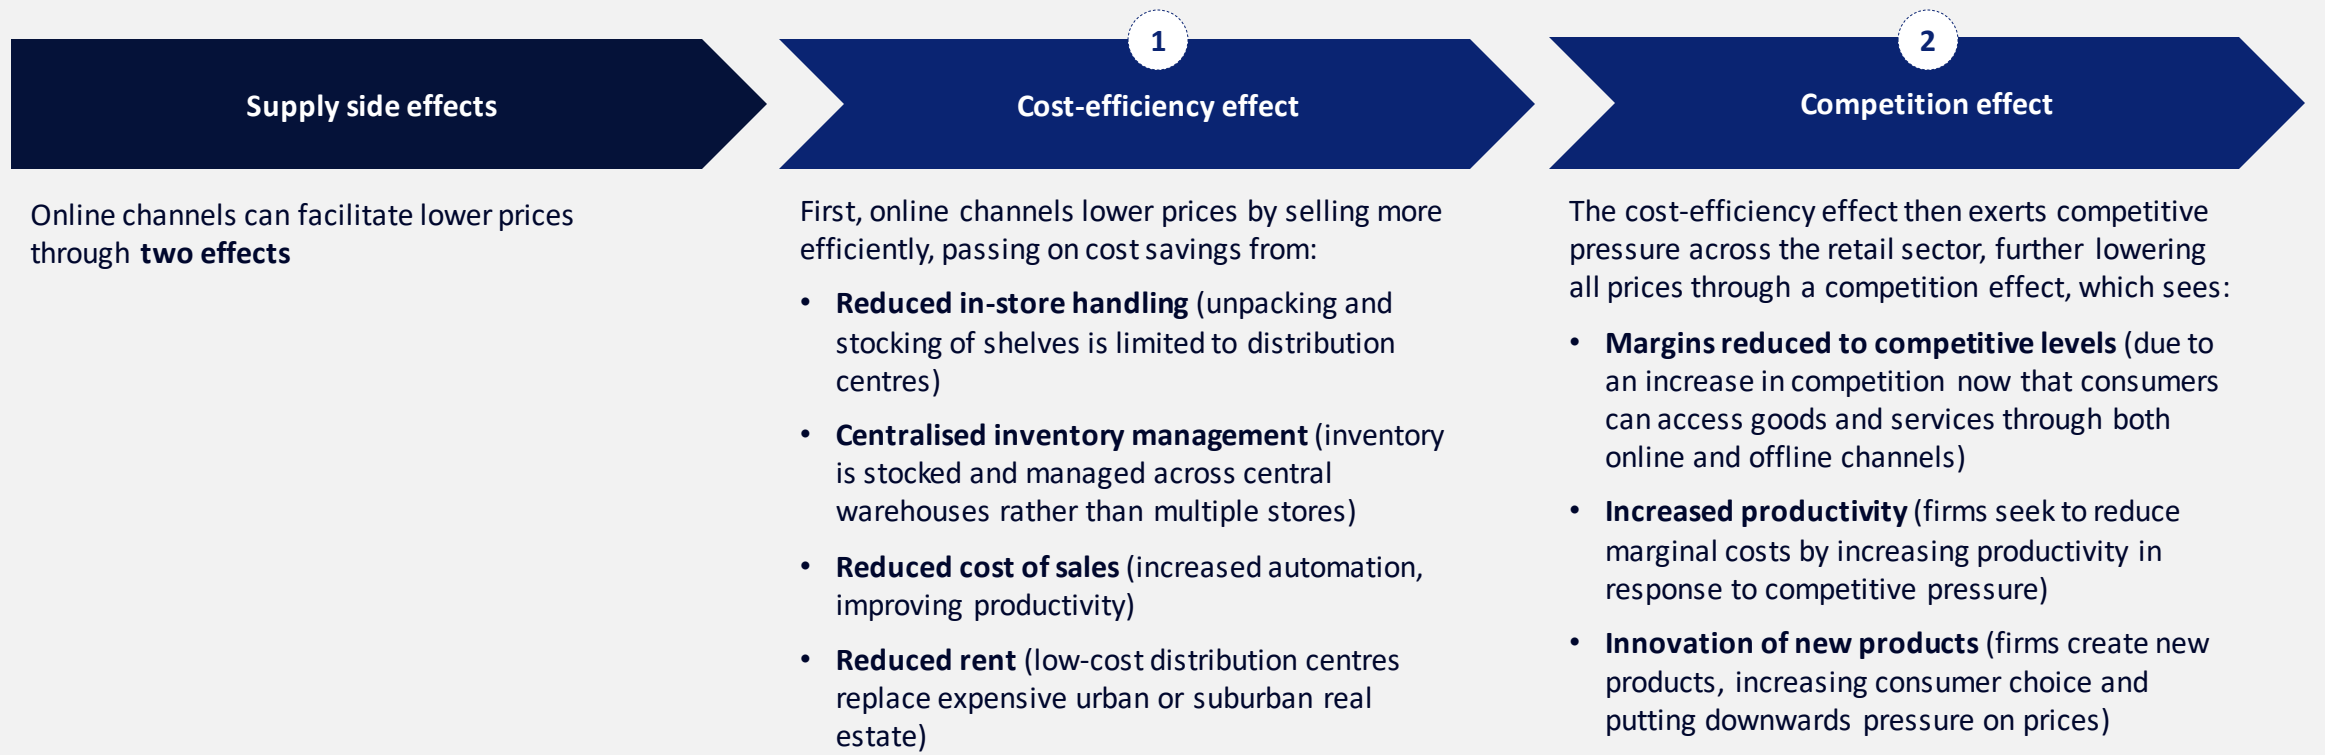 Supply side effects
Online channels can facilitate lower prices
through two effects
1
Cost-efficiency effect
First, online channels lower prices by selling more
efficiently, passing on cost savings from:
• Reduced in-store handling (unpacking and
stocking of shelves is limited to distribution
centres)
• Centralised inventory management (inventory
is stocked and managed across central
warehouses rather than multiple stores)
• Reduced cost of sales (increased automation,
improving productivity)
• Reduced rent (low-cost distribution centres
replace expensive urban or suburban real
estate)
2
Competition effect
The cost-efficiency effect then exerts competitive
pressure across the retail sector, further lowering
all prices through a competition effect, which sees:
• Margins reduced to competitive levels (due to
an increase in competition now that consumers
can access goods and services through both
online and offline channels)
• Increased productivity (firms seek to reduce
marginal costs by increasing productivity in
response to competitive pressure)
• Innovation of new products (firms create new
products, increasing consumer choice and
putting downwards pressure on prices)